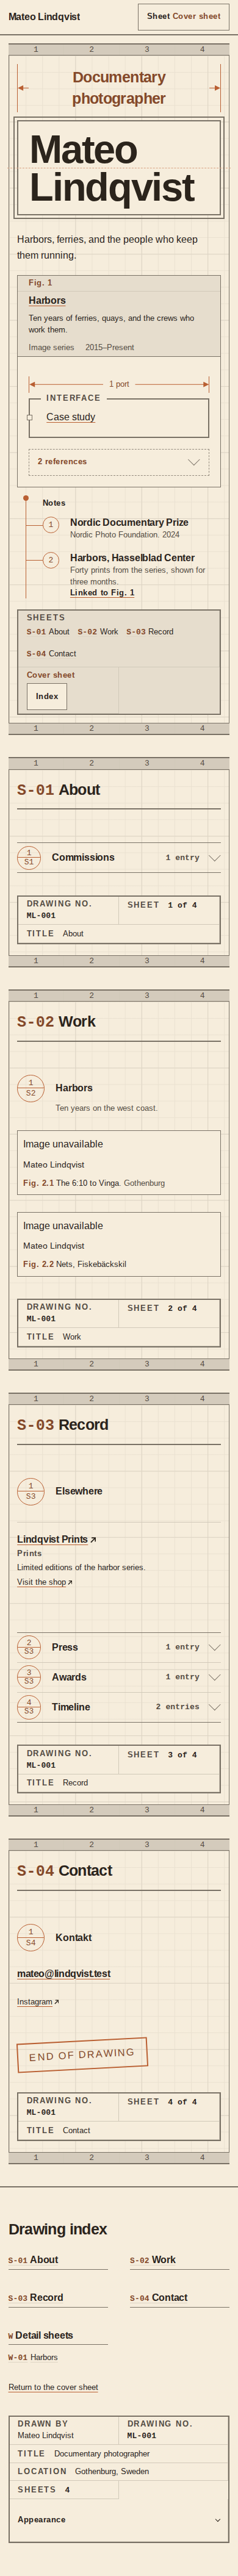 Mateo Lindqvist
Sheet Cover sheet
1 2 3 4
Documentary
photographer
Mateo
Lindqvist
Harbors, ferries, and the people who keep
them running.
Fig. 1
Harbors
Ten years of ferries, quays, and the crews who
work them.
Image series 2015–Present
1 port
INTERFACE
Case study
2 references
Notes
1 Nordic Documentary Prize
Nordic Photo Foundation. 2024
2 Harbors, Hasselblad Center
Forty prints from the series, shown for
three months.
Linked to Fig. 1
SHEETS
S-01 About S-02 Work S-03 Record
S-04 Contact
Cover sheet
Index
1 2 3 4
1 2 3 4
S-01 About
1
S1
Commissions 1 entry
DRAWING NO.
ML-001
SHEET 1 of 4
TITLE About
1 2 3 4
1 2 3 4
S-02 Work
1
S2
Harbors
Ten years on the west coast.
Image unavailable
Mateo Lindqvist
Fig. 2.1 The 6:10 to Vinga. Gothenburg
Image unavailable
Mateo Lindqvist
Fig. 2.2 Nets, Fiskebäckskil
DRAWING NO.
ML-001
SHEET 2 of 4
TITLE Work
1 2 3 4
1 2 3 4
S-03 Record
1
S3
Elsewhere
Lindqvist Prints
Prints
Limited editions of the harbor series.
Visit the shop
2
S3
Press 1 entry
3
S3
Awards 1 entry
4
S3
Timeline 2 entries
DRAWING NO.
ML-001
SHEET 3 of 4
TITLE Record
1 2 3 4
1 2 3 4
S-04 Contact
1
S4
Kontakt
mateo@lindqvist.test
Instagram
END OF DRAWING
DRAWING NO.
ML-001
SHEET 4 of 4
TITLE Contact
1 2 3 4
Drawing index
S-01 About S-02 Work
S-03 Record S-04 Contact
W Detail sheets
W-01 Harbors
Return to the cover sheet
DRAWN BY
Mateo Lindqvist
DRAWING NO.
ML-001
TITLE Documentary photographer
LOCATION Gothenburg, Sweden
SHEETS 4
Appearance